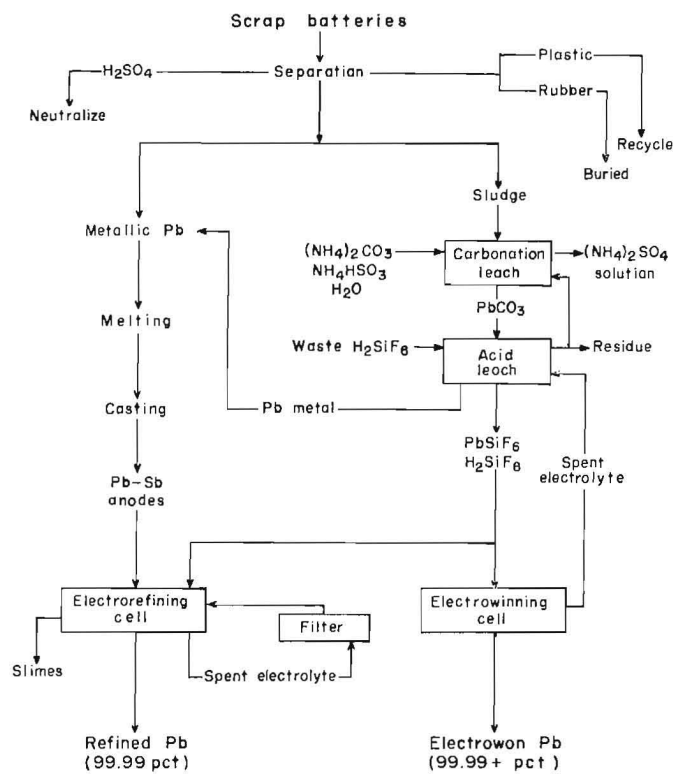 Scrap batteries
H2SO4
Separation
Plastic
Rubber
Neutralize
Recycle
Buried
Sludge
Metallic Pb
(NH4)2CO3
NH4HSO3
H2O
Carbonation
leach
(NH4)2SO4
solution
PbCO3
Melting
Waste H2SiF6
Acid
leach
Residue
Casting
Pb metal
PbSiF6
H2SiF6
Spent
electrolyte
Pb-Sb
anodes
Electrorefining
cell
Filter
Electrowinning
cell
Slimes
Spent electrolyte
Refined Pb
(99.99 pct)
Electrowon Pb
(99.99+ pct)